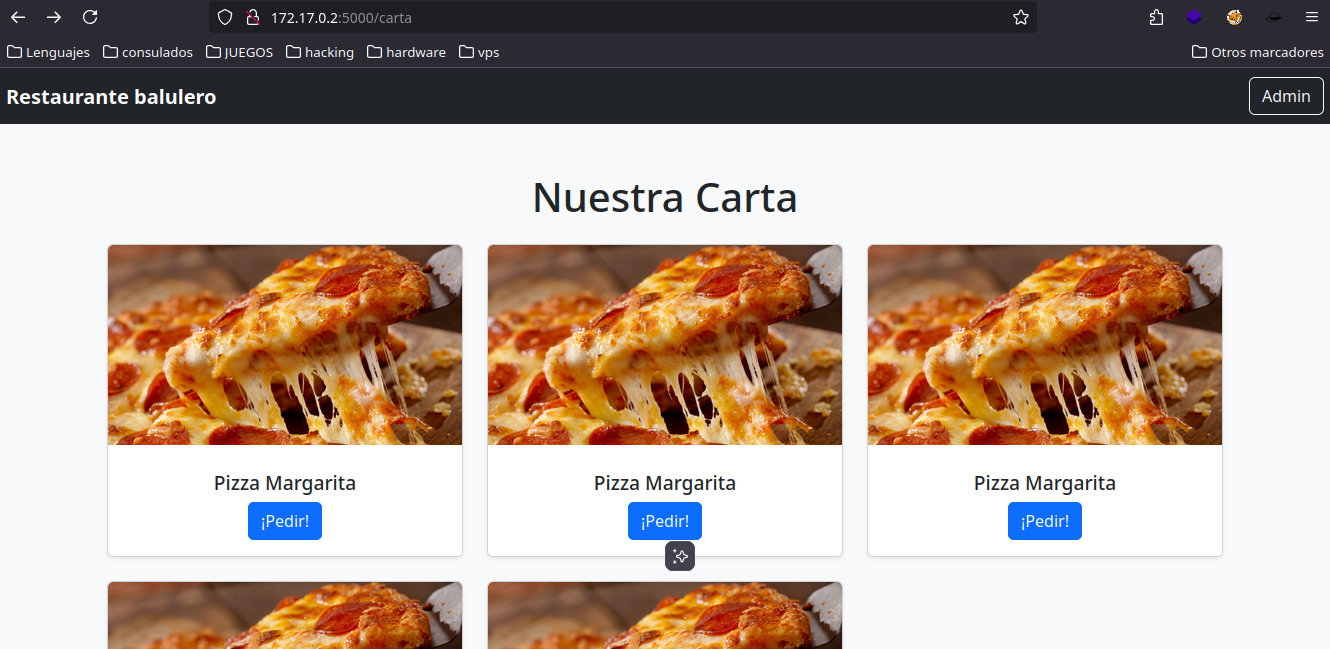 172.17.0.2:5000/carta
Lenguajes consulados JUEGOS hacking hardware vps Otros marcadores
Restaurante balulero Admin
Nuestra Carta
Pizza Margarita Pizza Margarita Pizza Margarita
¡Pedir! ¡Pedir! ¡Pedir!